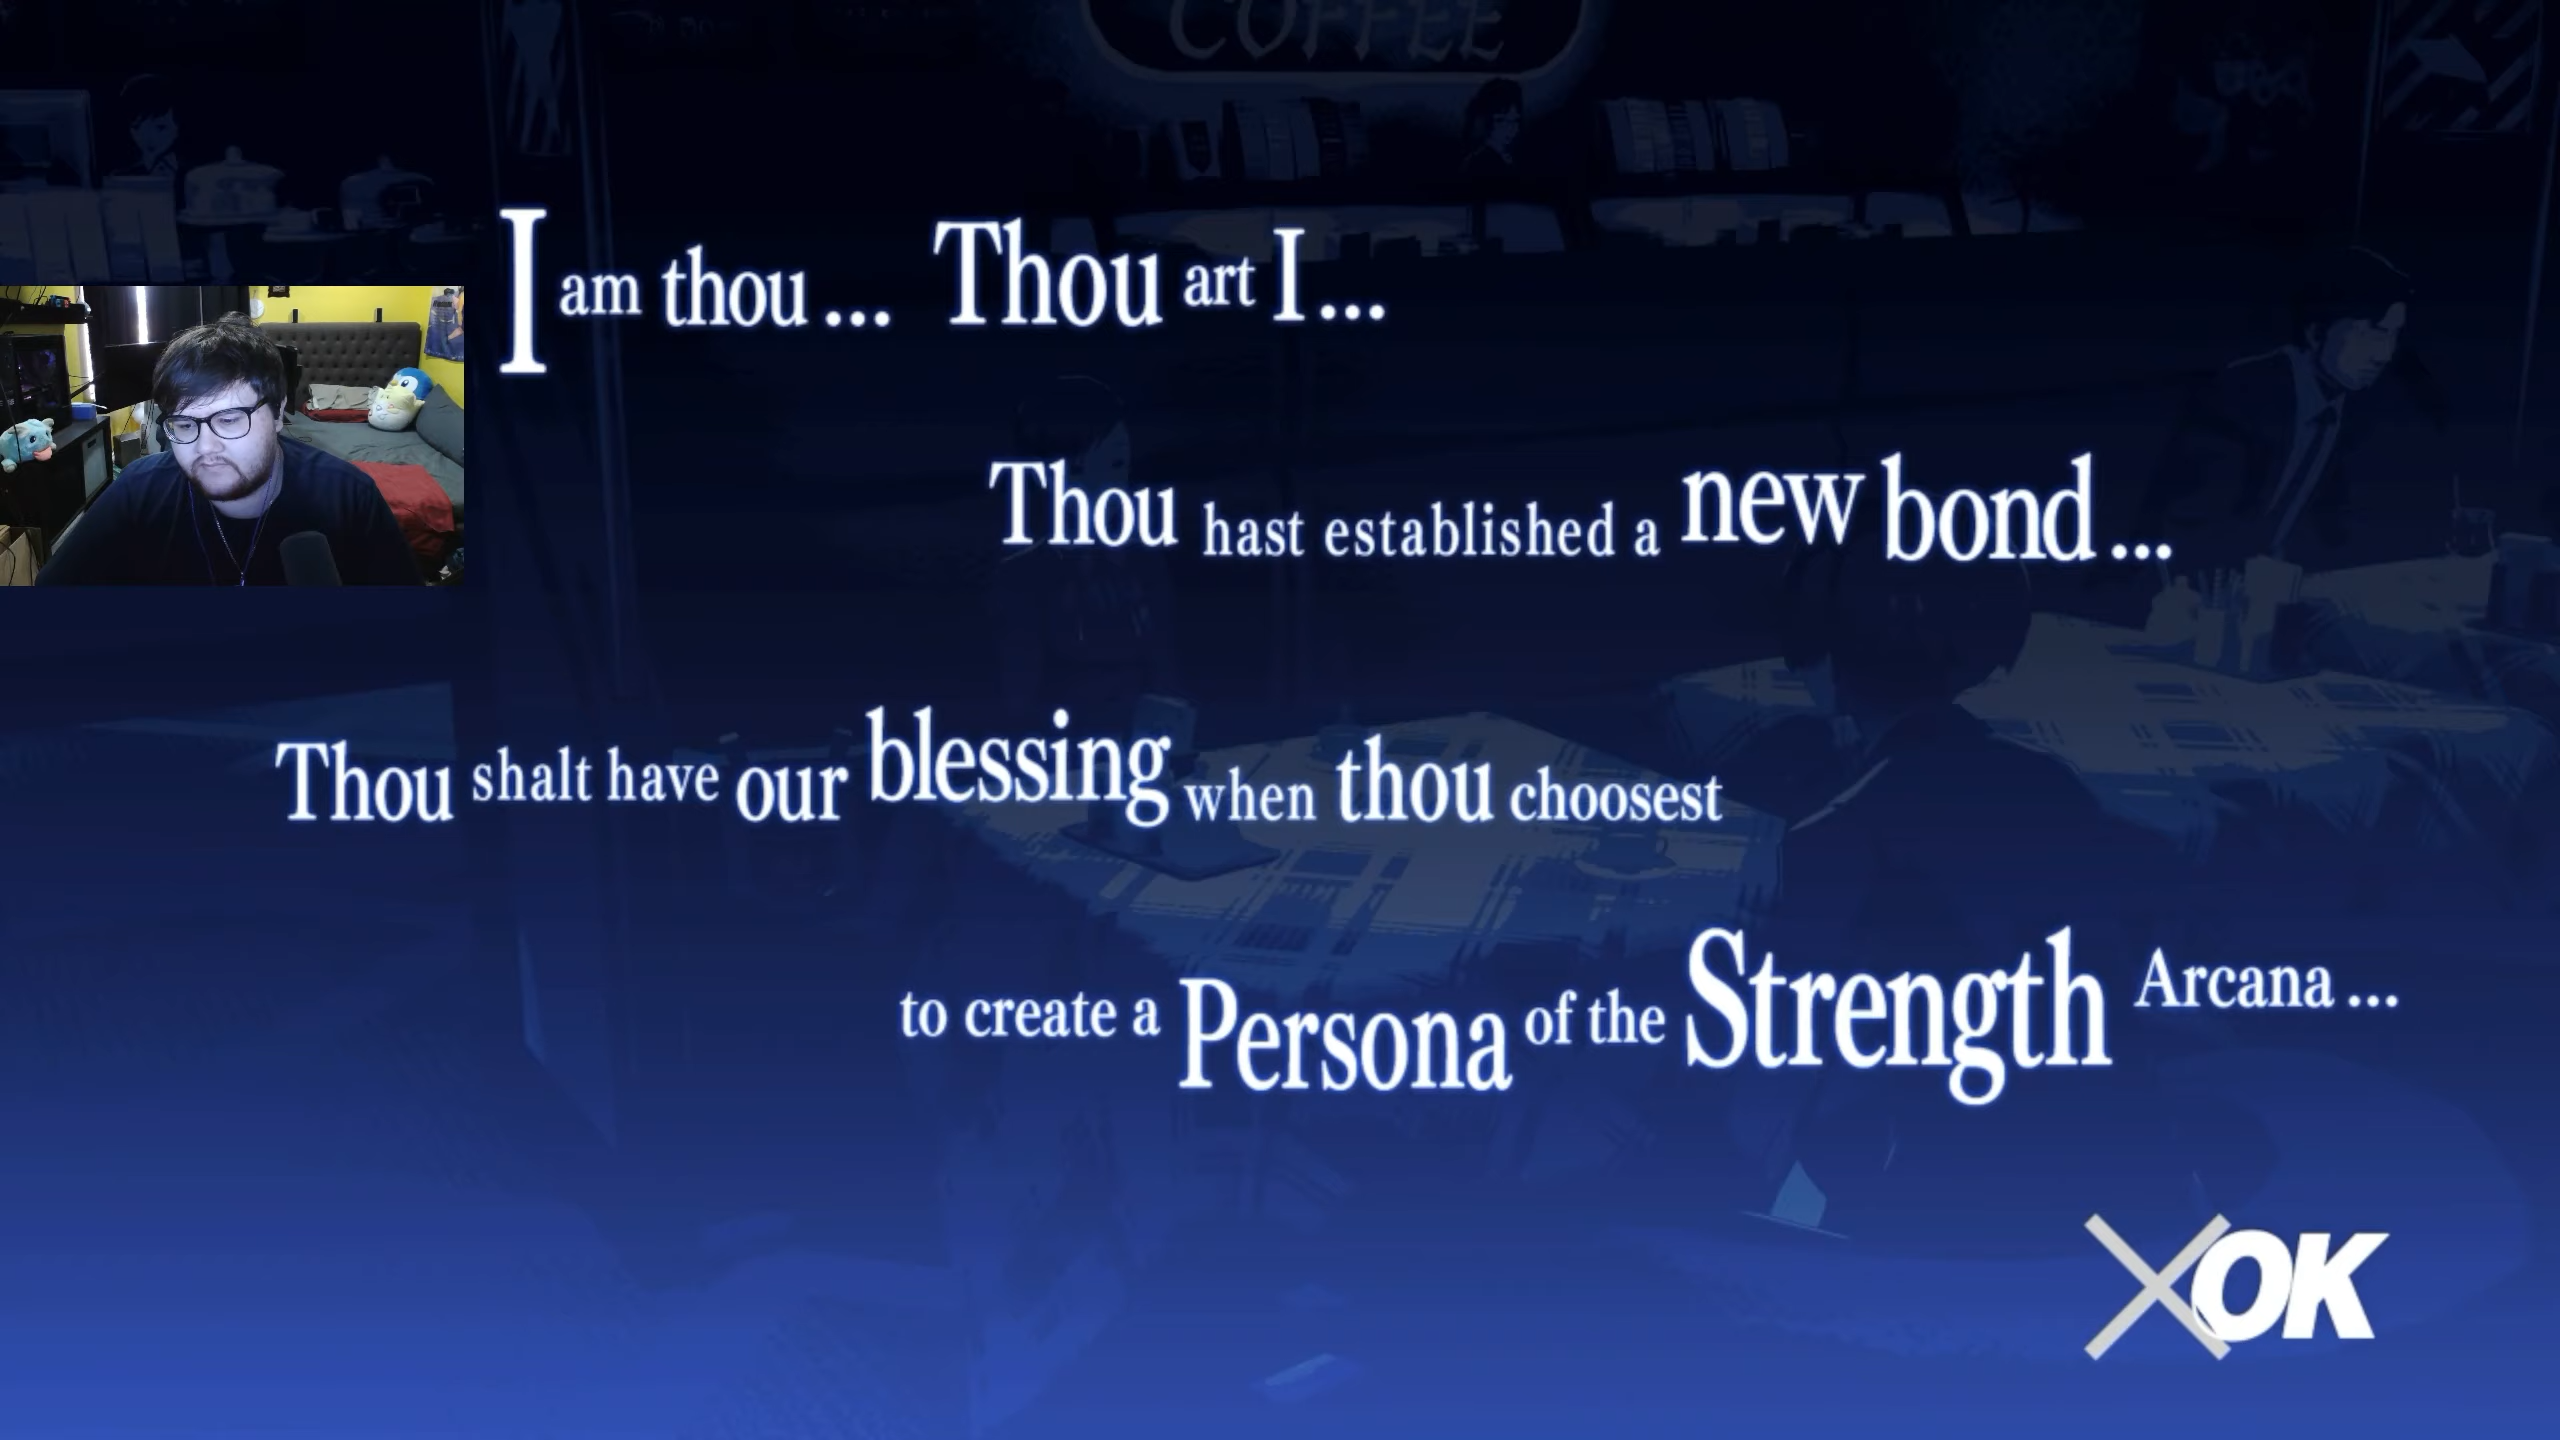 COFFEE
I am thou... Thou art I...
Thou hast established a new bond...
Thou shalt have our blessing when thou choosest
to create a Persona of the Strength Arcana...
OK